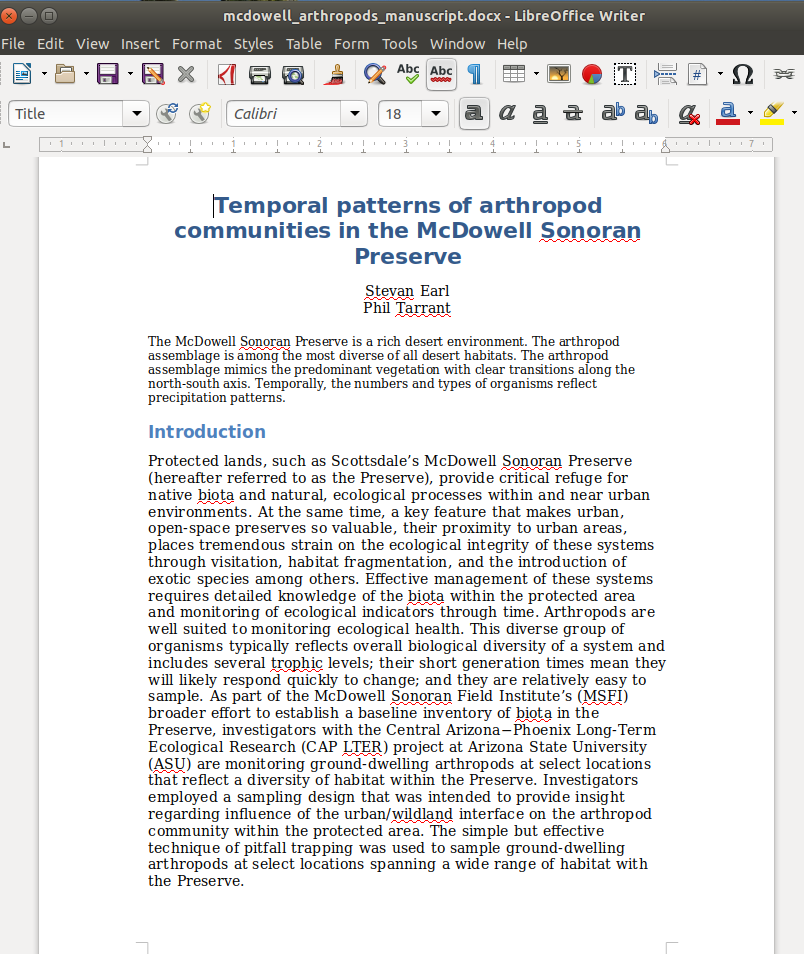 mcdowell_arthropods_manuscript.docx - LibreOffice Writer
File Edit View Insert Format Styles Table Form Tools Window Help
Abc Abc T # Ω
Title Calibri 18 a a a a ab ab a a
1 1 2 3 4 5 6 7
Temporal patterns of arthropod
communities in the McDowell Sonoran
Preserve
Stevan Earl
Phil Tarrant
The McDowell Sonoran Preserve is a rich desert environment. The arthropod
assemblage is among the most diverse of all desert habitats. The arthropod
assemblage mimics the predominant vegetation with clear transitions along the
north-south axis. Temporally, the numbers and types of organisms reflect
precipitation patterns.
Introduction
Protected lands, such as Scottsdale’s McDowell Sonoran Preserve
(hereafter referred to as the Preserve), provide critical refuge for
native biota and natural, ecological processes within and near urban
environments. At the same time, a key feature that makes urban,
open-space preserves so valuable, their proximity to urban areas,
places tremendous strain on the ecological integrity of these systems
through visitation, habitat fragmentation, and the introduction of
exotic species among others. Effective management of these systems
requires detailed knowledge of the biota within the protected area
and monitoring of ecological indicators through time. Arthropods are
well suited to monitoring ecological health. This diverse group of
organisms typically reflects overall biological diversity of a system and
includes several trophic levels; their short generation times mean they
will likely respond quickly to change; and they are relatively easy to
sample. As part of the McDowell Sonoran Field Institute’s (MSFI)
broader effort to establish a baseline inventory of biota in the
Preserve, investigators with the Central Arizona−Phoenix Long-Term
Ecological Research (CAP LTER) project at Arizona State University
(ASU) are monitoring ground-dwelling arthropods at select locations
that reflect a diversity of habitat within the Preserve. Investigators
employed a sampling design that was intended to provide insight
regarding influence of the urban/wildland interface on the arthropod
community within the protected area. The simple but effective
technique of pitfall trapping was used to sample ground-dwelling
arthropods at select locations spanning a wide range of habitat with
the Preserve.